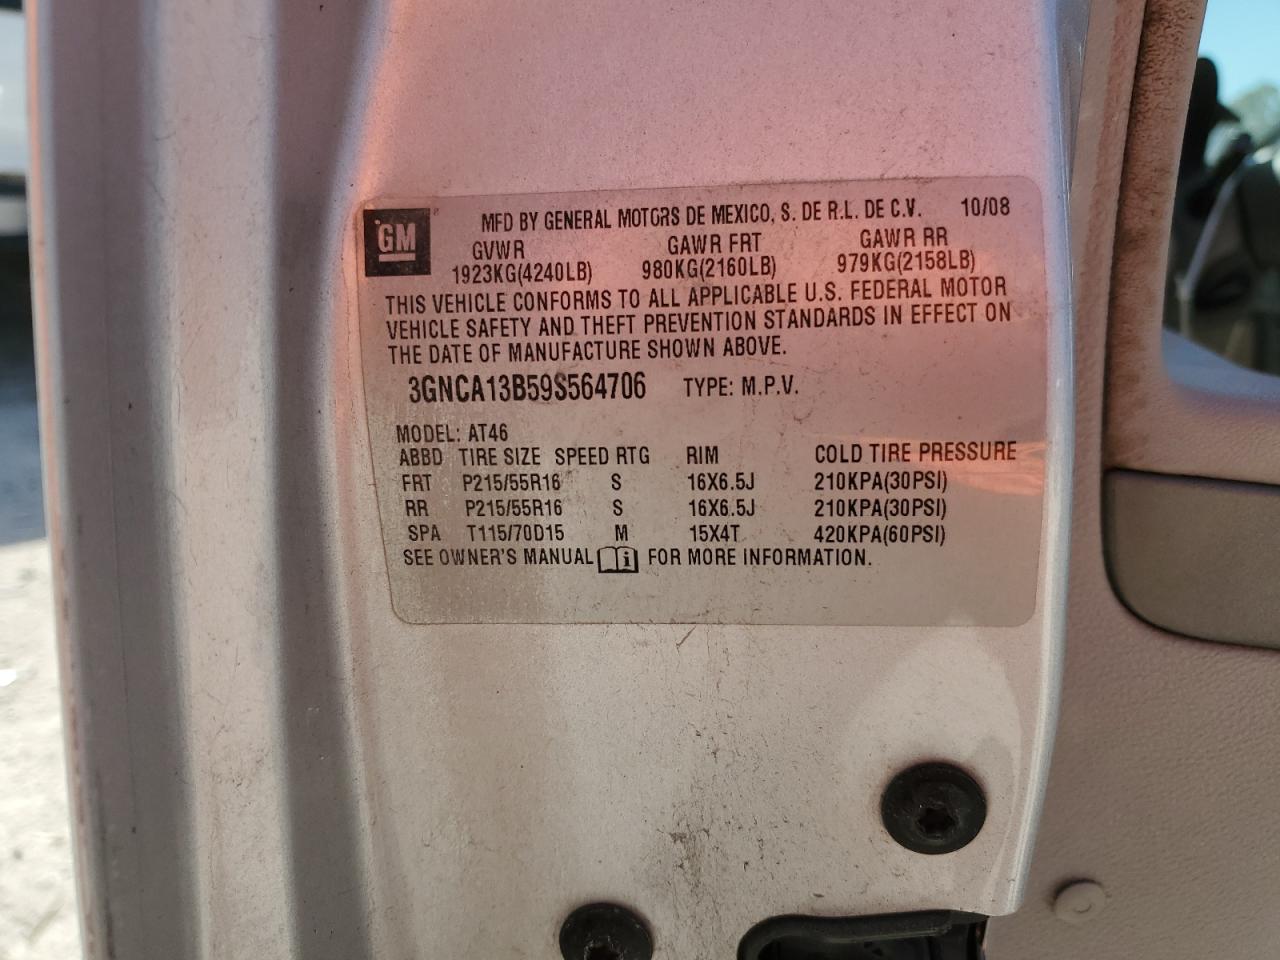 GM
MFD BY GENERAL MOTORS DE MEXICO, S. DE R.L. DE C.V. 10/08
GVWR GAWR FRT GAWR RR
1923KG(4240LB) 980KG(2160LB) 979KG(2158LB)
THIS VEHICLE CONFORMS TO ALL APPLICABLE U.S. FEDERAL MOTOR
VEHICLE SAFETY AND THEFT PREVENTION STANDARDS IN EFFECT ON
THE DATE OF MANUFACTURE SHOWN ABOVE.
3GNCA13B59S564706 TYPE: M.P.V.
MODEL: AT46
ABBD TIRE SIZE SPEED RTG RIM COLD TIRE PRESSURE
FRT P215/55R16 S 16X6.5J 210KPA(30PSI)
RR P215/55R16 S 16X6.5J 210KPA(30PSI)
SPA T115/70D15 M 15X4T 420KPA(60PSI)
SEE OWNER'S MANUAL i FOR MORE INFORMATION.